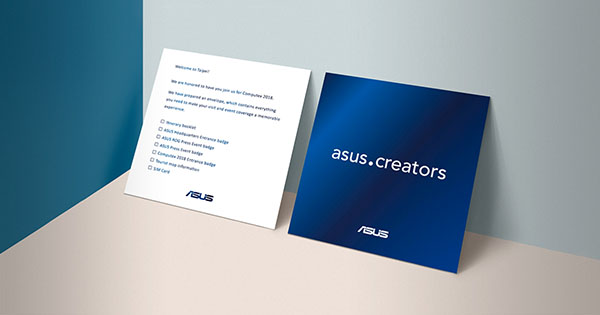 Welcome to Taipei!
We are honored to have you join us for Computex 2018.
We have prepared an envelope, which contains everything
you need to make your visit and event coverage a memorable
experience.
Itinerary booklet
ASUS Headquarters Entrance badge
ASUS ROG Press Event badge
ASUS Press Event badge
Computex 2018 Entrance badge
Tourist map information
SIM Card
ASUS
asus.creators
ASUS